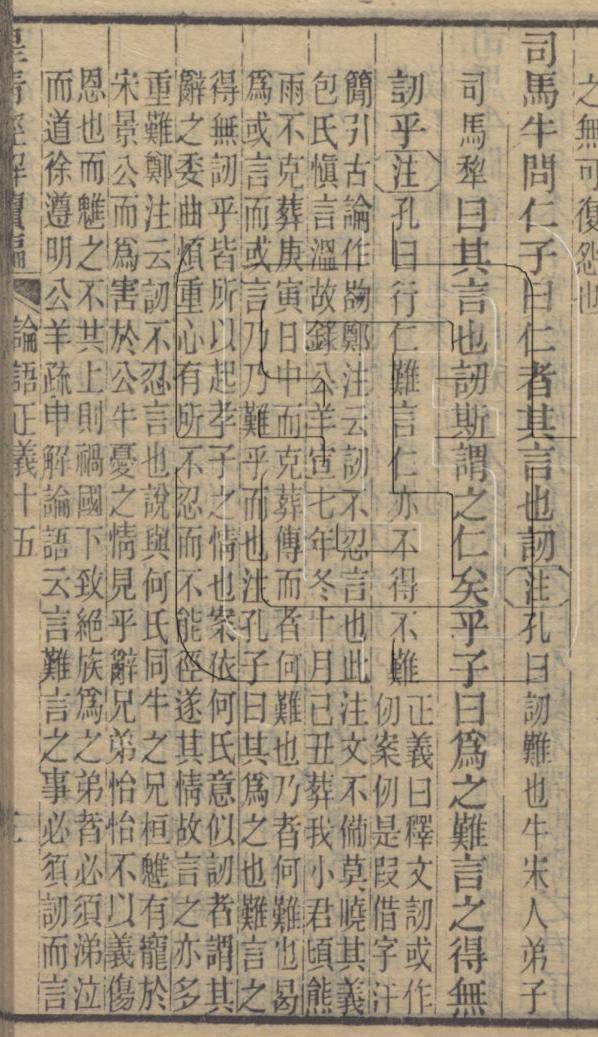 之無可復怨也
司馬牛問仁子曰仁者其言也訒注孔曰訒難也牛宋人弟子
司馬犂曰其言也訒斯謂之仁矣乎子曰爲之難言之得無
訒乎注孔曰行仁難言仁亦不得不難
正義曰釋文訒或作
仞案仞是叚借字汗
簡引古論作鄭注云訒不忍言也此注文不備莫曉其義
包氏愼言溫故錄公羊宣七年冬十月己丑葬我小君頃熊
雨不克葬庚寅日中而克葬傳而者何難也乃者何難也曷
爲或言而或言乃乃難乎而也注孔子曰其爲之也難言之
得無訒乎皆所以起孝子之情也案依何氏意似訒者謂其
辭之委曲煩重心有所不忍而不能徑遂其情故言之亦多
重難鄭注云訒不忍言也說與何氏同牛之兄桓魋有寵於
宋景公而爲害於公牛憂之情見乎辭兄弟怡怡不以義傷
恩也而魋之不共上則禍國下致絕族爲之弟者必須涕泣
而道徐遵明公羊疏申解論語云言難言之事必須訒而言
皇清經解續編 論語正義十五